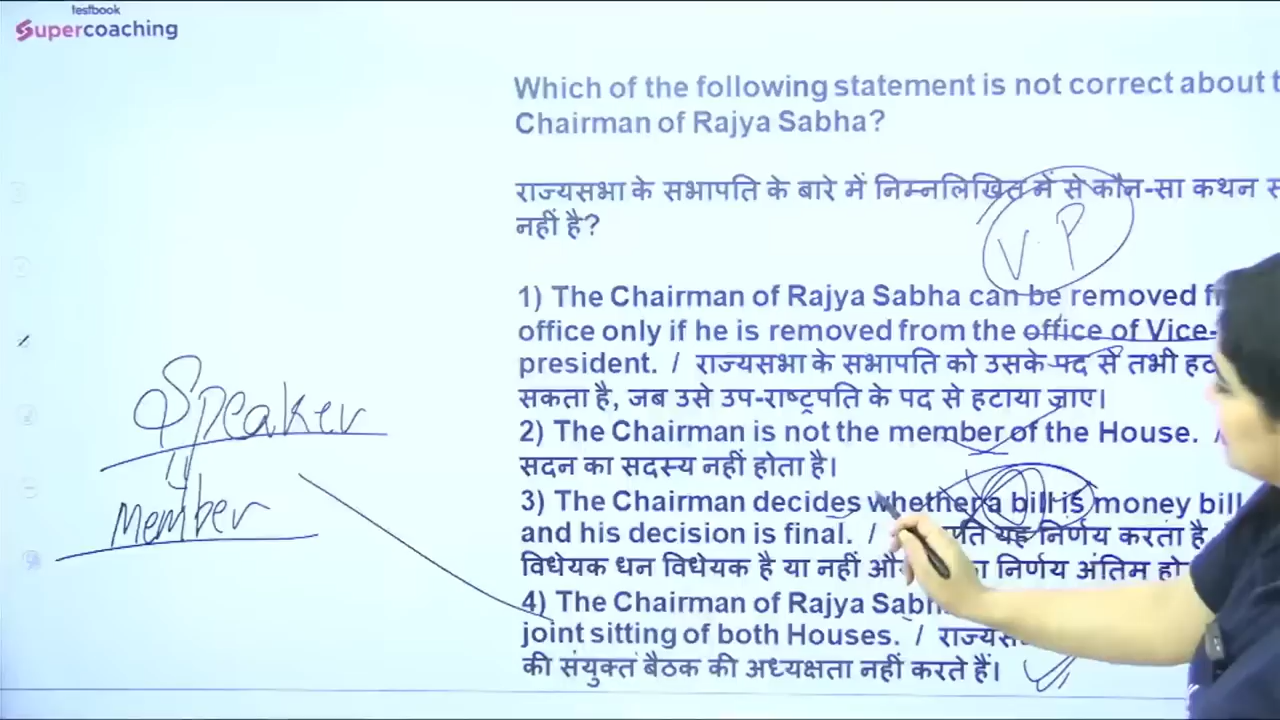 testbook
Supercoaching
Which of the following statement is not correct about t
Chairman of Rajya Sabha?
राज्यसभा के सभापति के बारे में निम्नलिखित में से कौन-सा कथन स
नहीं है?
V.P
1) The Chairman of Rajya Sabha can be removed f
office only if he is removed from the office of Vice-
president. / राज्यसभा के सभापति को उसके पद से तभी हट
सकता है, जब उसे उप-राष्ट्रपति के पद से हटाया जाए।
2) The Chairman is not the member of the House. /
सदन का सदस्य नहीं होता है।
3) The Chairman decides whether a bill is money bill
and his decision is final. / पति यह निर्णय करता है
विधेयक धन विधेयक है या नहीं औ निर्णय अंतिम हो
4) The Chairman of Rajya Sabh
joint sitting of both Houses. / राज्यस
की संयुक्त बैठक की अध्यक्षता नहीं करते हैं।
Speaker
Member